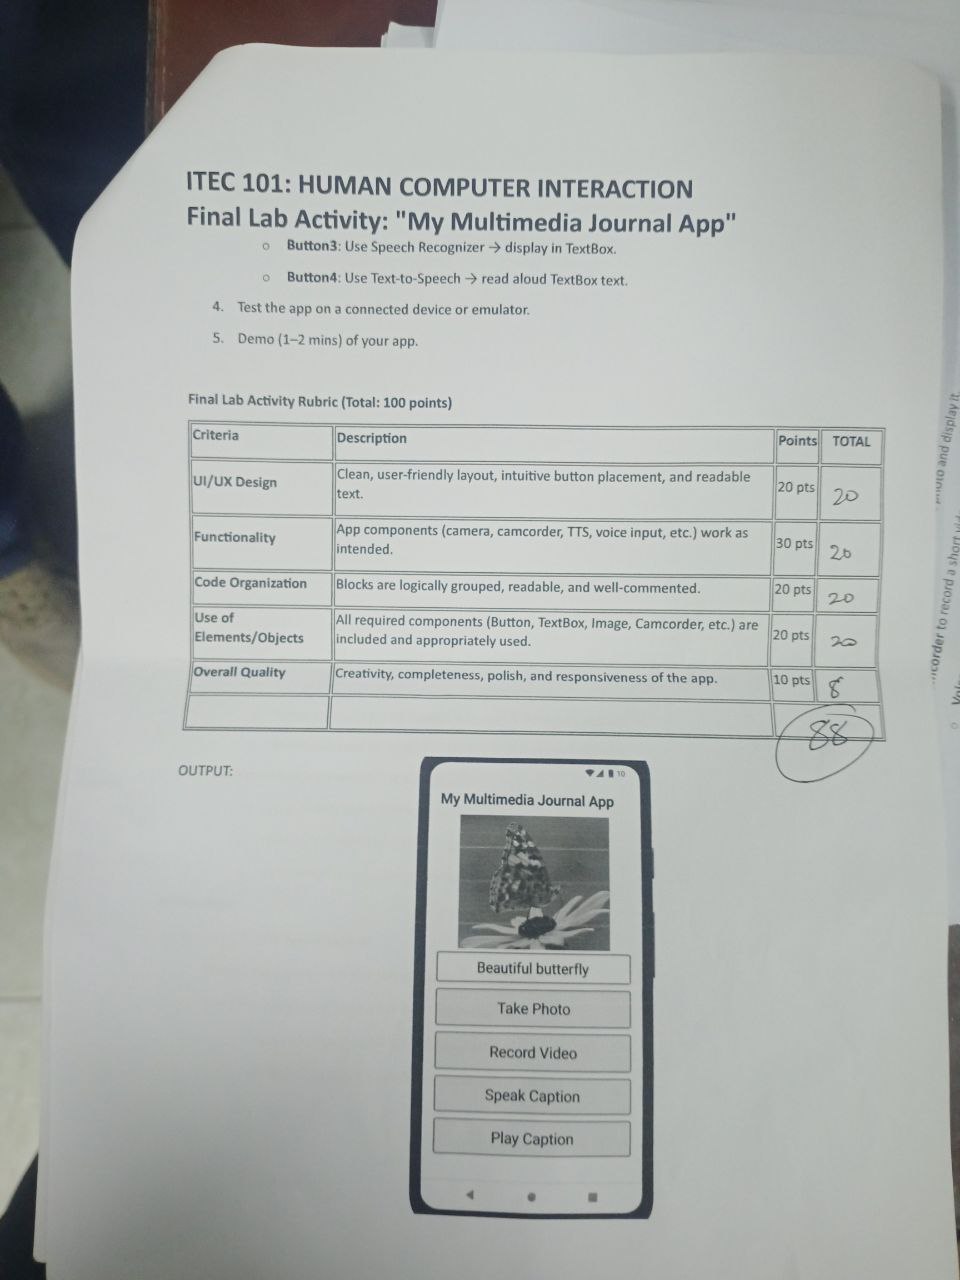 ITEC 101: HUMAN COMPUTER INTERACTION
Final Lab Activity: "My Multimedia Journal App"
o Button3: Use Speech Recognizer → display in TextBox.
o Button4: Use Text-to-Speech → read aloud TextBox text.
4. Test the app on a connected device or emulator.
5. Demo (1–2 mins) of your app.
Final Lab Activity Rubric (Total: 100 points)
Criteria Description Points TOTAL
UI/UX Design Clean, user-friendly layout, intuitive button placement, and readable
text. 20 pts 20
Functionality App components (camera, camcorder, TTS, voice input, etc.) work as
intended. 30 pts 20
Code Organization Blocks are logically grouped, readable, and well-commented. 20 pts 20
Use of
Elements/Objects All required components (Button, TextBox, Image, Camcorder, etc.) are
included and appropriately used. 20 pts 20
Overall Quality Creativity, completeness, polish, and responsiveness of the app. 10 pts 8
88
OUTPUT:
10
My Multimedia Journal App
Beautiful butterfly
Take Photo
Record Video
Speak Caption
Play Caption
and display it.
to record a short